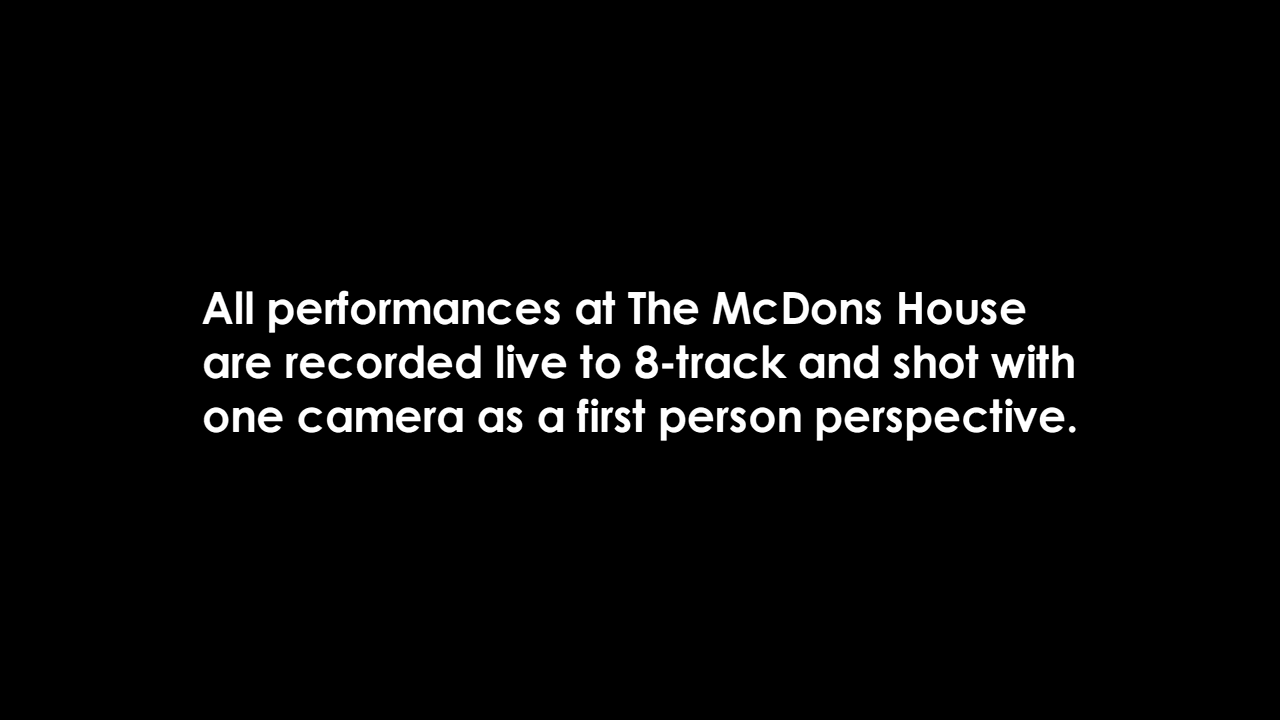 All performances at The McDons House
are recorded live to 8-track and shot with
one camera as a first person perspective.